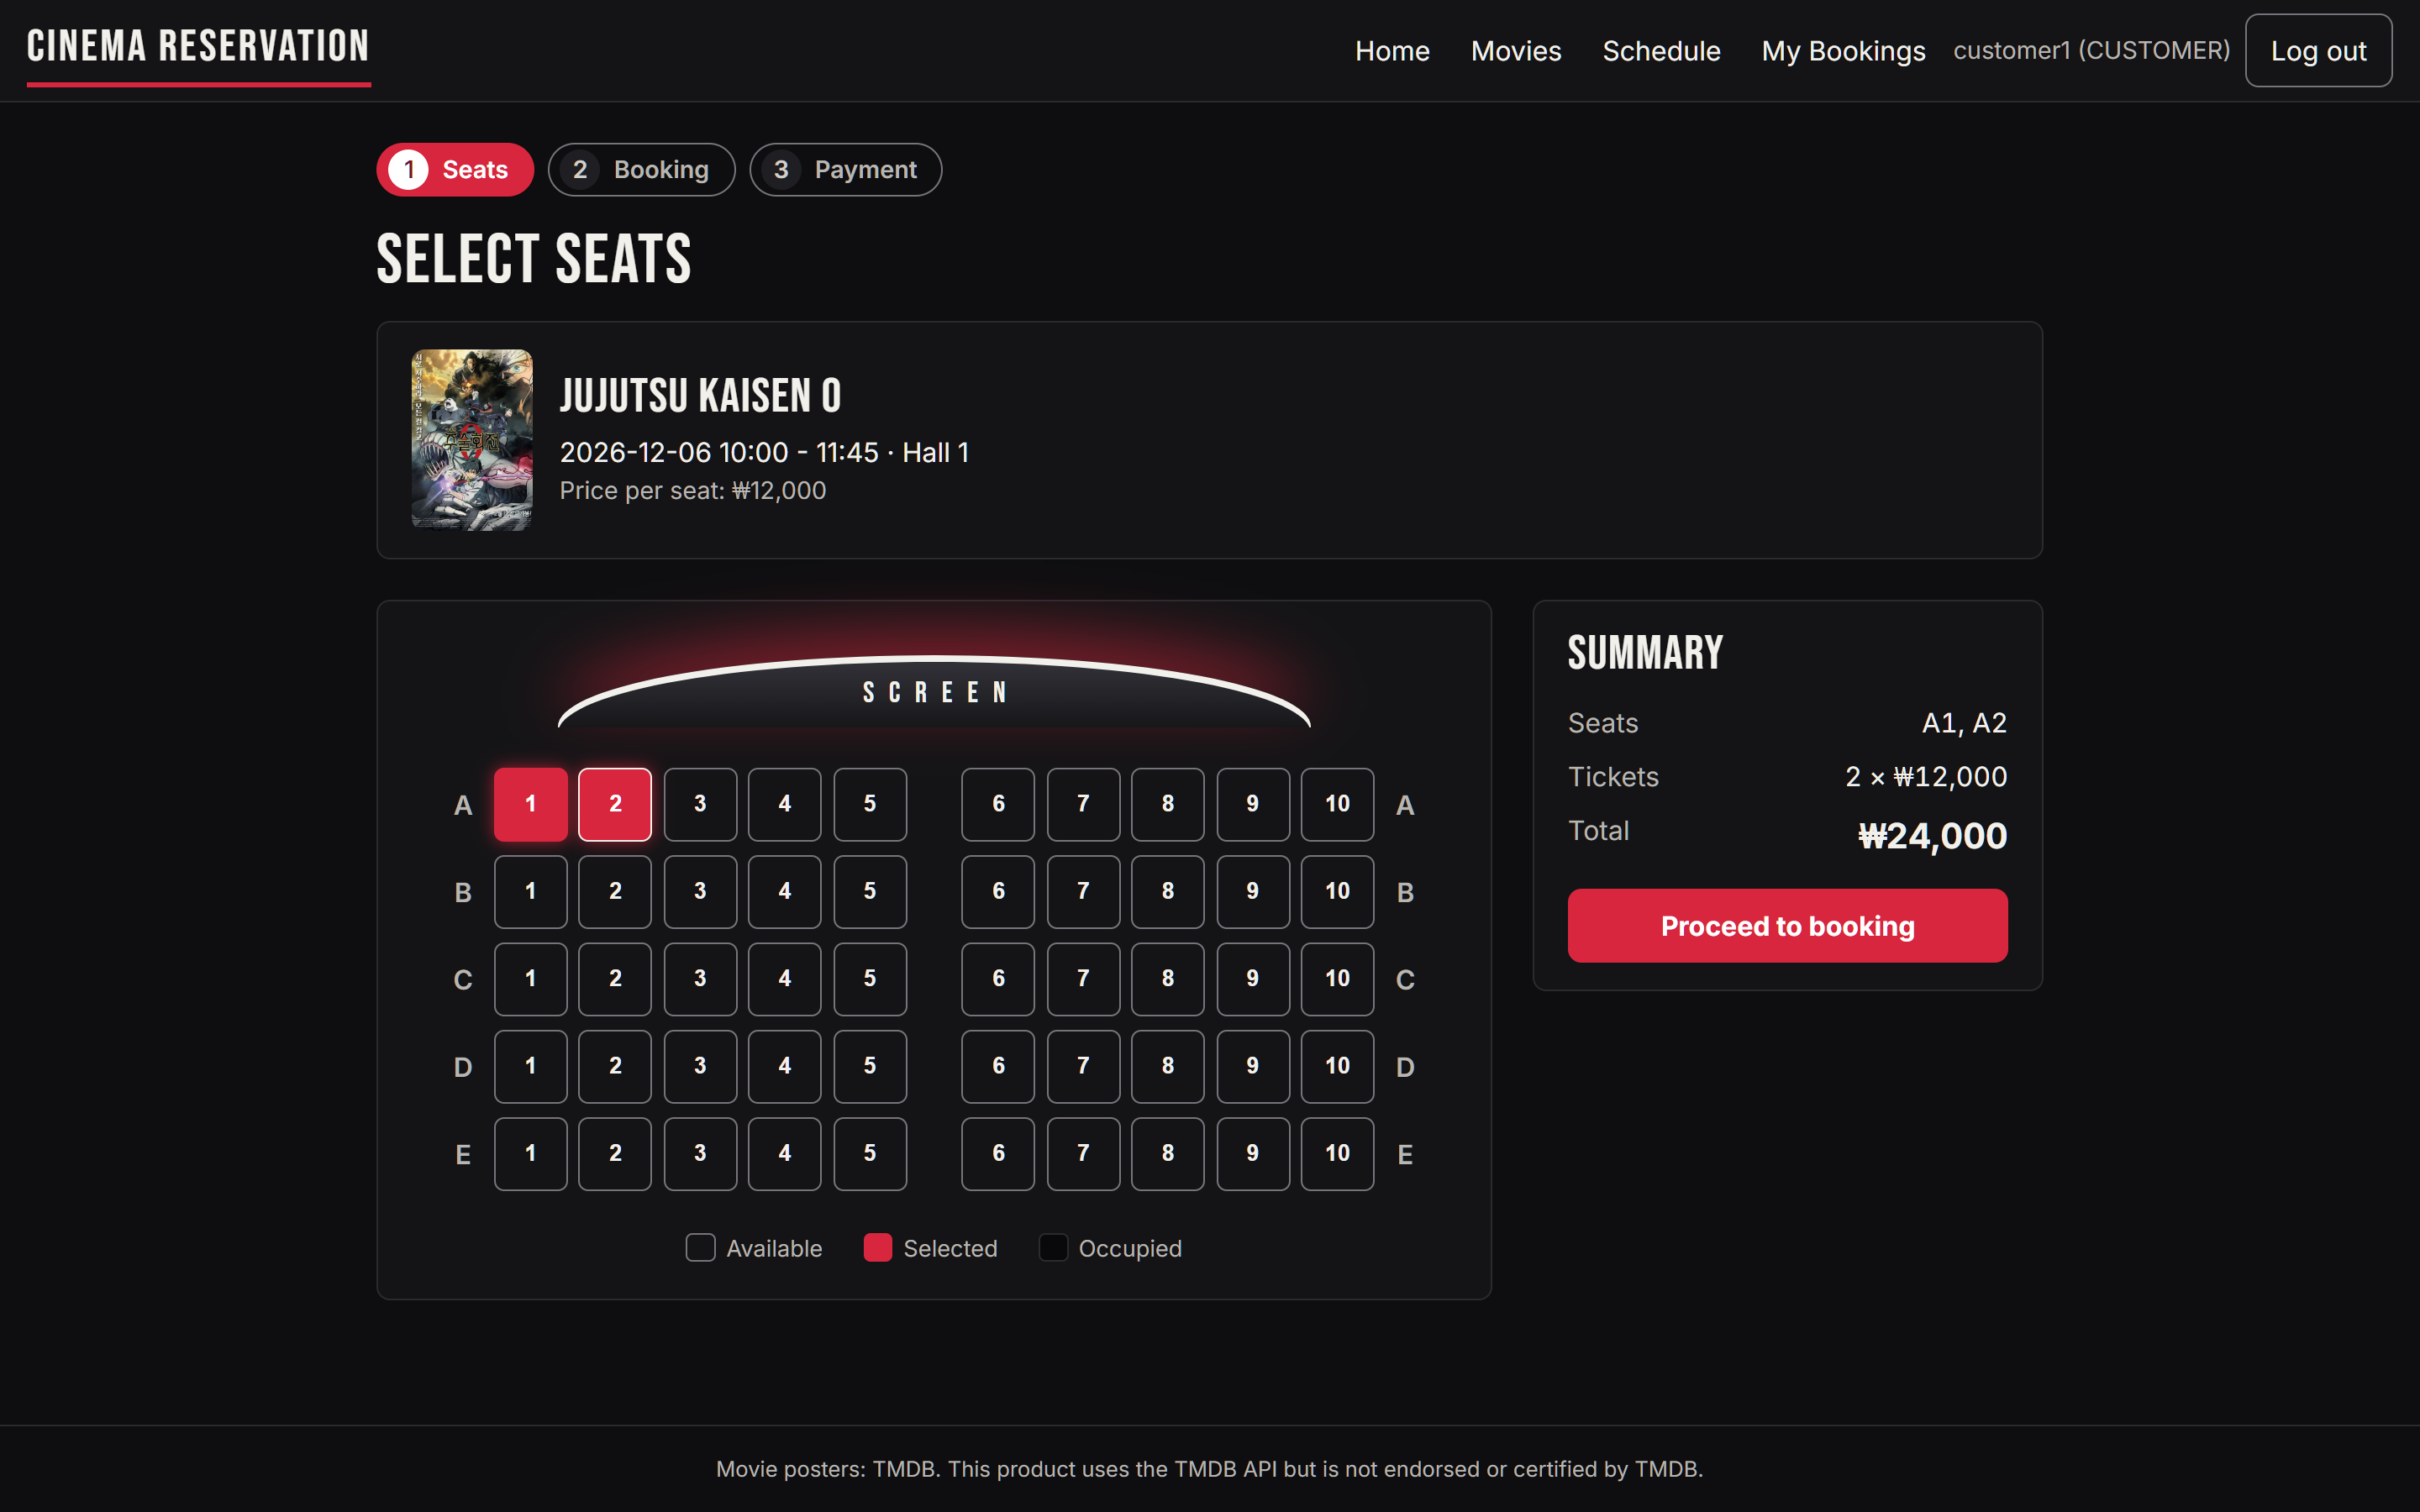 CINEMA RESERVATION
Home Movies Schedule My Bookings customer1 (CUSTOMER) Log out
1 Seats 2 Booking 3 Payment
SELECT SEATS
JUJUTSU KAISEN 0
2026-12-06 10:00 - 11:45 · Hall 1
Price per seat: ₩12,000
SCREEN
A 1 2 3 4 5 6 7 8 9 10 A
B 1 2 3 4 5 6 7 8 9 10 B
C 1 2 3 4 5 6 7 8 9 10 C
D 1 2 3 4 5 6 7 8 9 10 D
E 1 2 3 4 5 6 7 8 9 10 E
Available Selected Occupied
SUMMARY
Seats A1, A2
Tickets 2 × ₩12,000
Total ₩24,000
Proceed to booking
Movie posters: TMDB. This product uses the TMDB API but is not endorsed or certified by TMDB.